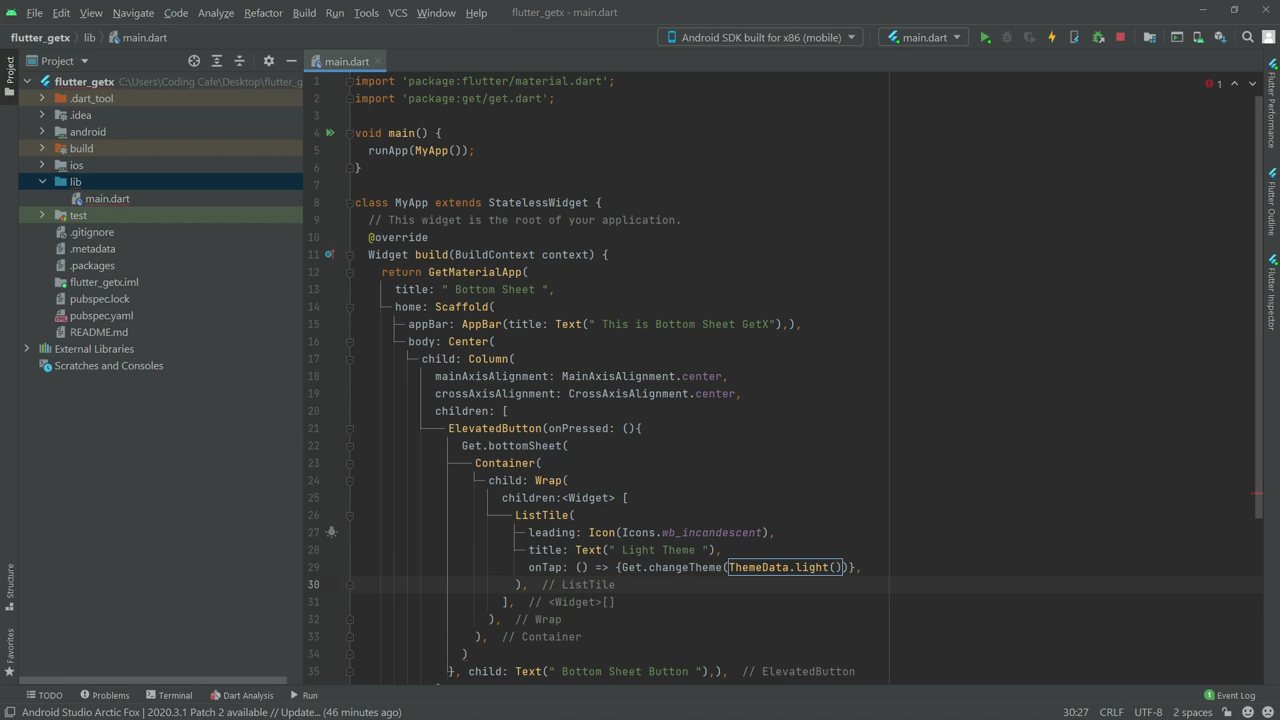 File Edit View Navigate Code Analyze Refactor Build Run Tools VCS Window Help flutter_getx - main.dart
flutter_getx lib main.dart Android SDK built for x86 (mobile) main.dart
Project main.dart
flutter_getx C:\Users\Coding Cafe\Desktop\flutter_g
.dart_tool
.idea
android
build
ios
lib
main.dart
test
.gitignore
.metadata
.packages
flutter_getx.iml
pubspec.lock
pubspec.yaml
README.md
External Libraries
Scratches and Consoles
Project
Structure
Favorites
1 import 'package:flutter/material.dart';
2 import 'package:get/get.dart';
3
4 void main() {
5 runApp(MyApp());
6 }
7
8 class MyApp extends StatelessWidget {
9 // This widget is the root of your application.
10 @override
11 Widget build(BuildContext context) {
12 return GetMaterialApp(
13 title: " Bottom Sheet ",
14 home: Scaffold(
15 appBar: AppBar(title: Text(" This is Bottom Sheet GetX"),),
16 body: Center(
17 child: Column(
18 mainAxisAlignment: MainAxisAlignment.center,
19 crossAxisAlignment: CrossAxisAlignment.center,
20 children: [
21 ElevatedButton(onPressed: (){
22 Get.bottomSheet(
23 Container(
24 child: Wrap(
25 children:<Widget> [
26 ListTile(
27 leading: Icon(Icons.wb_incandescent),
28 title: Text(" Light Theme "),
29 onTap: () => {Get.changeTheme(ThemeData.light())},
30 ), // ListTile
31 ], // <Widget>[]
32 ), // Wrap
33 ), // Container
34 )
35 }, child: Text(" Bottom Sheet Button "),), // ElevatedButton
1
Flutter Performance
Flutter Outline
Flutter Inspector
TODO Problems Terminal Dart Analysis Run 1 Event Log
Android Studio Arctic Fox | 2020.3.1 Patch 2 available // Update... (46 minutes ago) 30:27 CRLF UTF-8 2 spaces